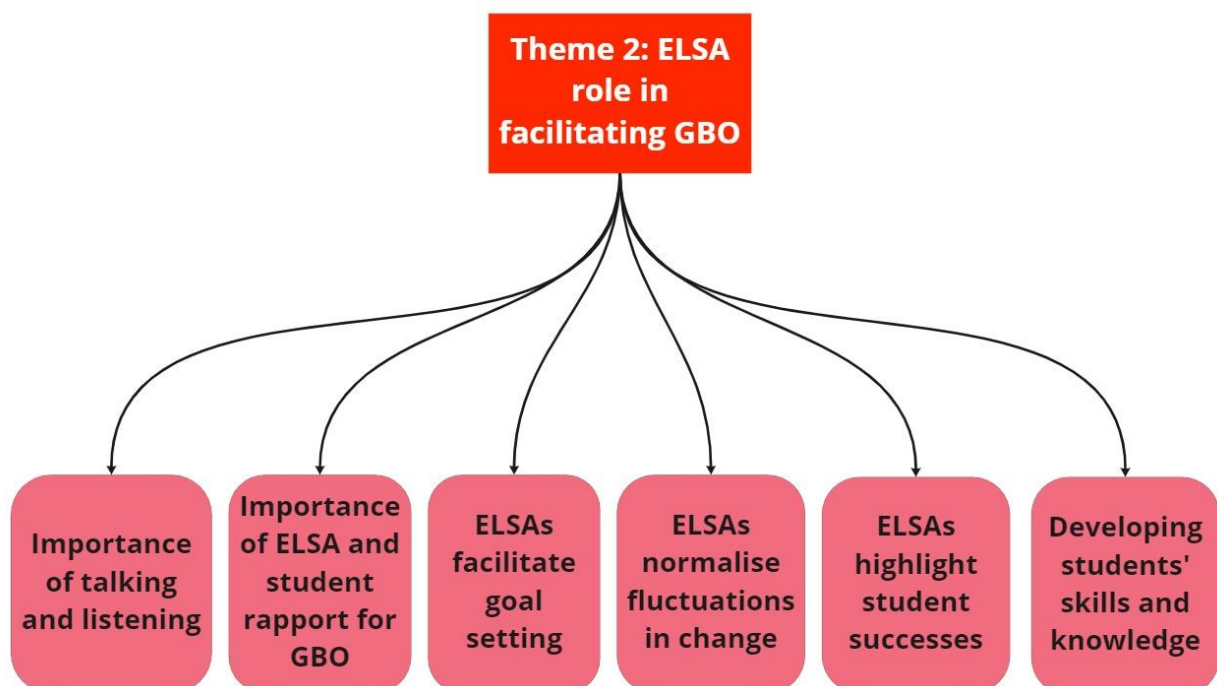 Theme 2: ELSA
role in
facilitating GBO
Importance
of talking
and listening
Importance
of ELSA and
student
rapport for
GBO
ELSAs
facilitate
goal
setting
ELSAs
normalise
fluctuations
in change
ELSAs
highlight
student
successes
Developing
students'
skills and
knowledge